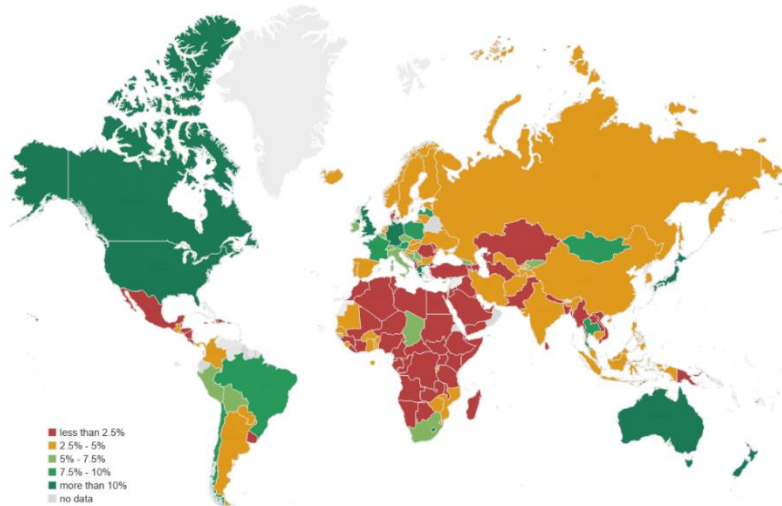 less than 2.5%
2.5% - 5%
5% - 7.5%
7.5% - 10%
more than 10%
no data